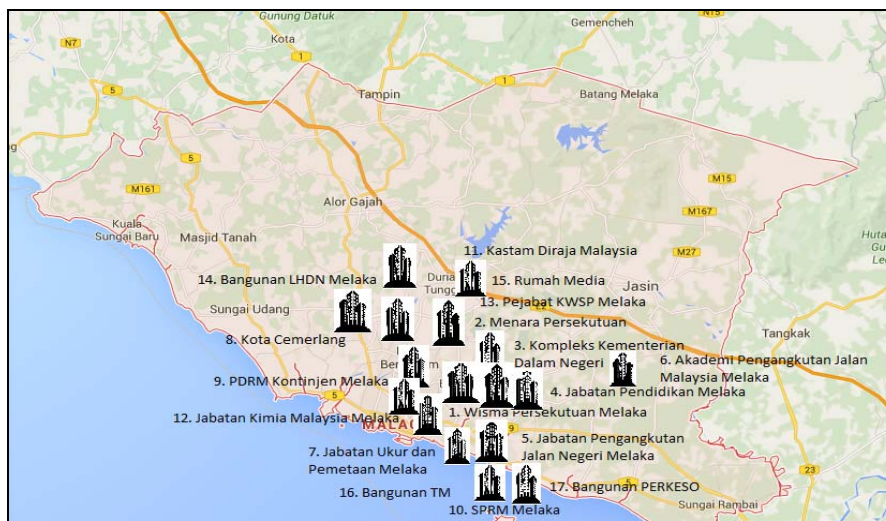 Gunung Datuk
Gemencheh
N15
N7
Kota
1
5
Tampin
1
Batang Melaka
5
M161
M15
Alor Gajah
M167
Kuala
Sungai Baru
Masjid Tanah
M27
11. Kastam Diraja Malaysia
14. Bangunan LHDN Melaka
15. Rumah Media
Jasin
13. Pejabat KWSP Melaka
Sungai Udang
2. Menara Persekutuan
Tangkak
8. Kota Cemerlang
3. Kompleks Kementerian
Dalam Negeri
6. Akademi Pengangkutan Jalan
Malaysia Melaka
9. PDRM Kontinjen Melaka
4. Jabatan Pendidikan Melaka
5
12. Jabatan Kimia Malaysia Melaka
1. Wisma Persekutuan Melaka
5. Jabatan Pengangkutan
Jalan Negeri Melaka
7. Jabatan Ukur dan
Pemetaan Melaka
23
16. Bangunan TM
17. Bangunan PERKESO
5
Sungai Rambai
10. SPRM Melaka